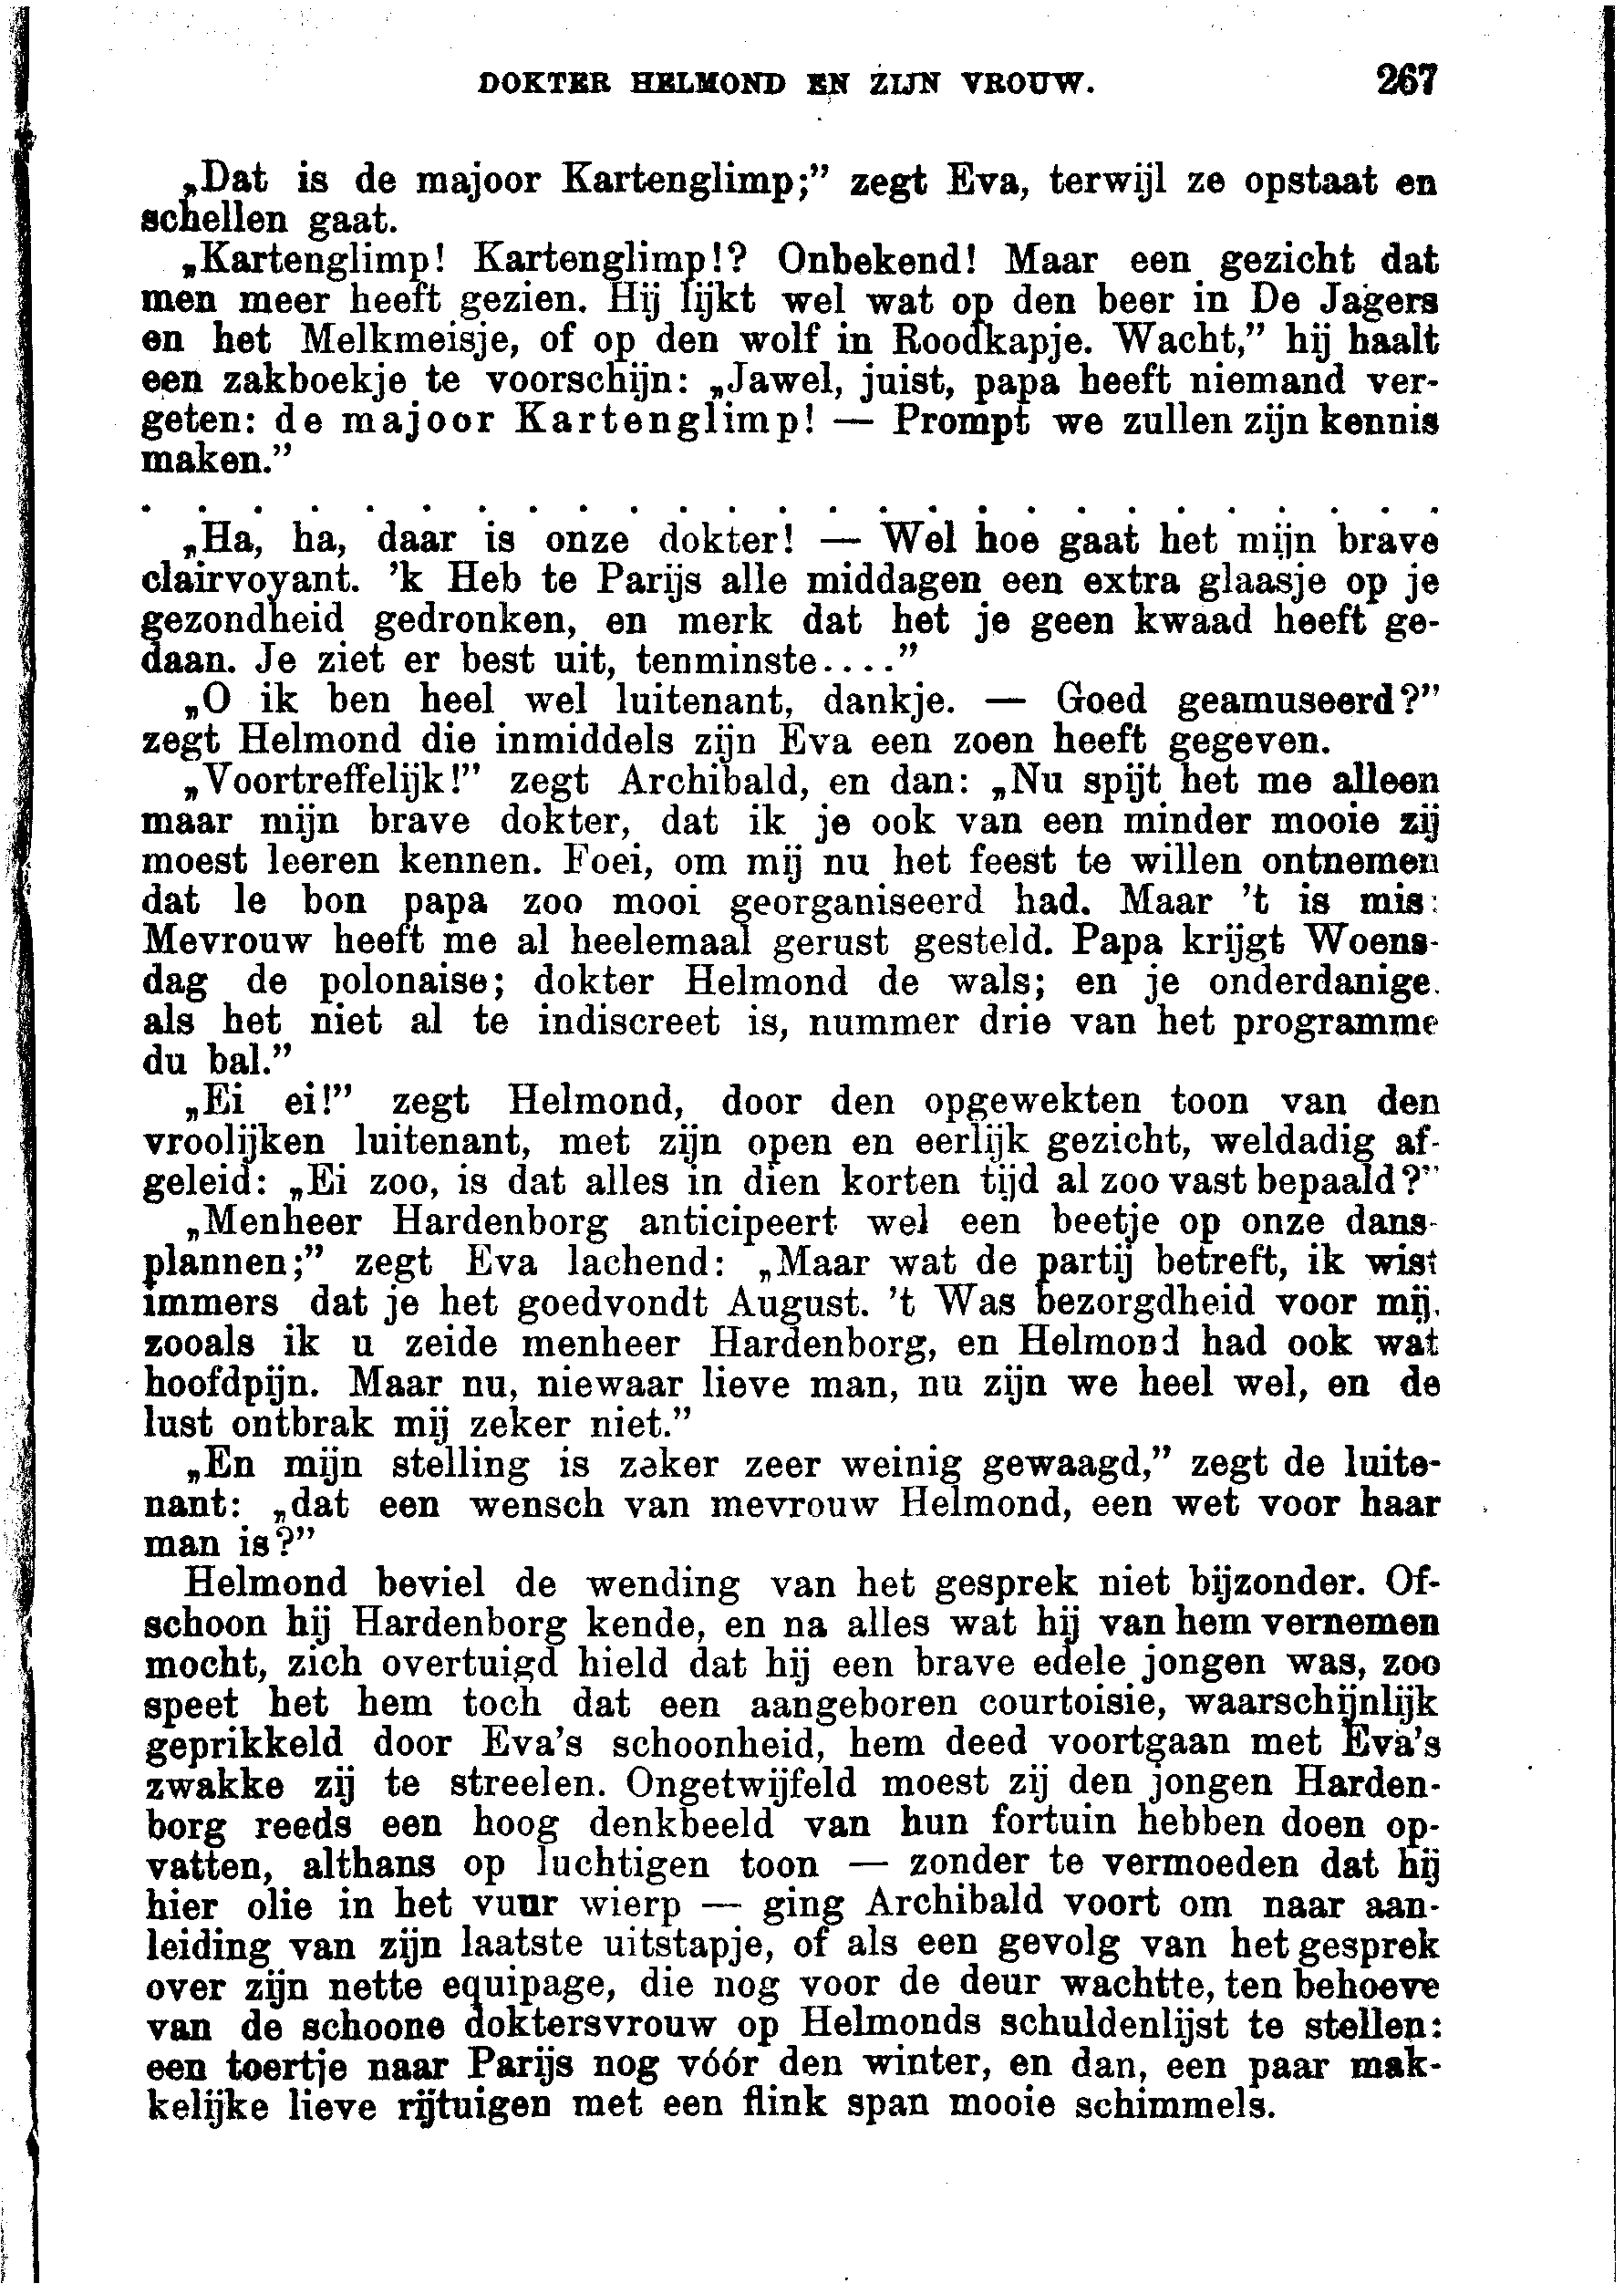 DOKTER HELMOND EN ZIJN VROUW. 267
„Dat is de majoor Kartenglimp;” zegt Eva, terwijl ze opstaat en
schellen gaat.
„Kartenglimp! Kartenglimp!? Onbekend! Maar een gezicht dat
men meer heeft gezien. Hij lijkt wel wat op den beer in De Jagers
en het Melkmeisje, of op den wolf in Roodkapje. Wacht,” hij haalt
een zakboekje te voorschijn: „Jawel, juist, papa heeft niemand ver-
geten: de majoor Kartenglimp! — Prompt we zullen zijn kennis
maken.”
. . . . . . . . . . . . . . . . . . . . . . . . .
„Ha, ha, daar is onze dokter! — Wel hoe gaat het mijn brave
clairvoyant. ’k Heb te Parijs alle middagen een extra glaasje op je
gezondheid gedronken, en merk dat het je geen kwaad heeft ge-
daan. Je ziet er best uit, tenminste....”
„O ik ben heel wel luitenant, dankje. — Goed geamuseerd?”
zegt Helmond die inmiddels zijn Eva een zoen heeft gegeven.
„Voortreffelijk!” zegt Archibald, en dan: „Nu spijt het me alleen
maar mijn brave dokter, dat ik je ook van een minder mooie zij
moest leeren kennen. Foei, om mij nu het feest te willen ontnemen
dat le bon papa zoo mooi georganiseerd had. Maar ’t is mis:
Mevrouw heeft me al heelemaal gerust gesteld. Papa krijgt Woens-
dag de polonaise; dokter Helmond de wals; en je onderdanige.
als het niet al te indiscreet is, nummer drie van het programme
du bal.”
„Ei ei!” zegt Helmond, door den opgewekten toon van den
vroolijken luitenant, met zijn open en eerlijk gezicht, weldadig af-
geleid: „Ei zoo, is dat alles in dien korten tijd al zoo vast bepaald?”
„Menheer Hardenborg anticipeert wel een beetje op onze dans-
plannen;” zegt Eva lachend: „Maar wat de partij betreft, ik wist
immers dat je het goedvondt August. ’t Was bezorgdheid voor mij,
zooals ik u zeide menheer Hardenborg, en Helmond had ook wat
hoofdpijn. Maar nu, niewaar lieve man, nu zijn we heel wel, en de
lust ontbrak mij zeker niet.”
„En mijn stelling is zeker zeer weinig gewaagd,” zegt de luite-
nant: „dat een wensch van mevrouw Helmond, een wet voor haar
man is?”
Helmond beviel de wending van het gesprek niet bijzonder. Of-
schoon hij Hardenborg kende, en na alles wat hij van hem vernemen
mocht, zich overtuigd hield dat hij een brave edele jongen was, zoo
speet het hem toch dat een aangeboren courtoisie, waarschijnlijk
geprikkeld door Eva’s schoonheid, hem deed voortgaan met Eva’s
zwakke zij te streelen. Ongetwijfeld moest zij den jongen Harden-
borg reeds een hoog denkbeeld van hun fortuin hebben doen op-
vatten, althans op luchtigen toon — zonder te vermoeden dat hij
hier olie in het vuur wierp — ging Archibald voort om naar aan-
leiding van zijn laatste uitstapje, of als een gevolg van het gesprek
over zijn nette equipage, die nog voor de deur wachtte, ten behoeve
van de schoone doktersvrouw op Helmonds schuldenlijst te stellen:
een toertje naar Parijs nog vóór den winter, en dan, een paar mak-
kelijke lieve rijtuigen met een flink span mooie schimmels.